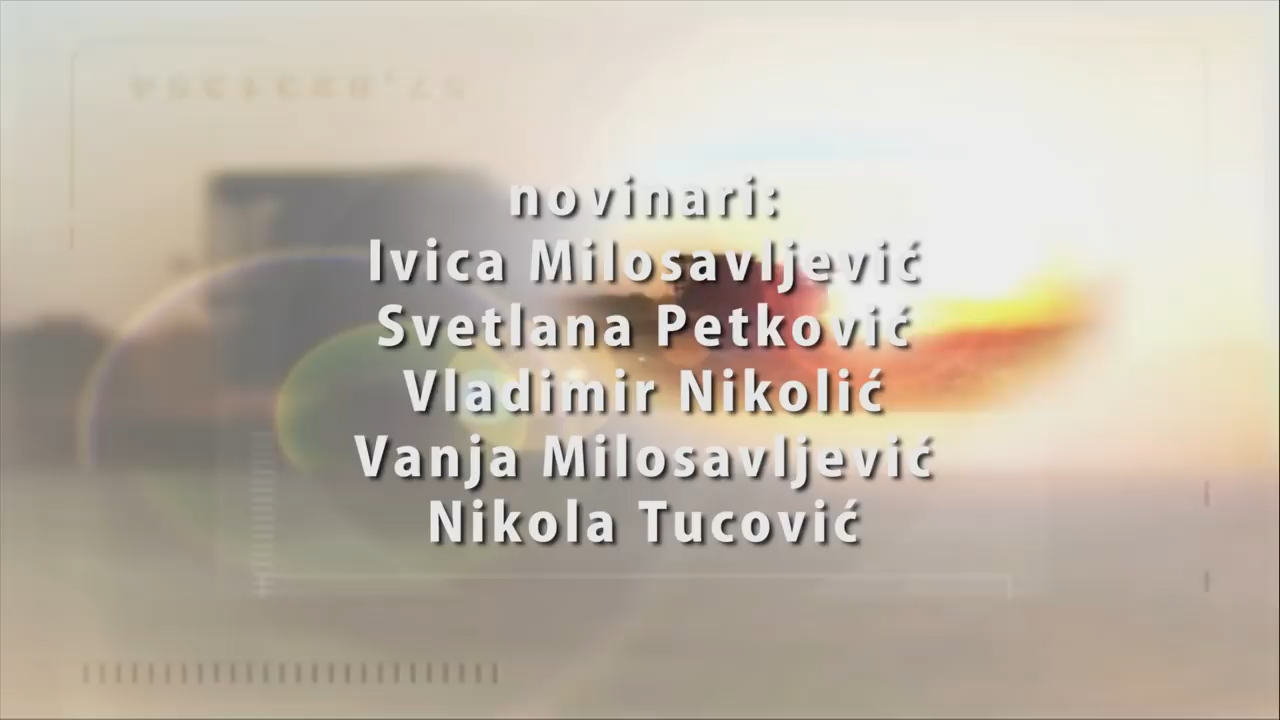 novinari:
Ivica Milosavljević
Svetlana Petković
Vladimir Nikolić
Vanja Milosavljević
Nikola Tucović